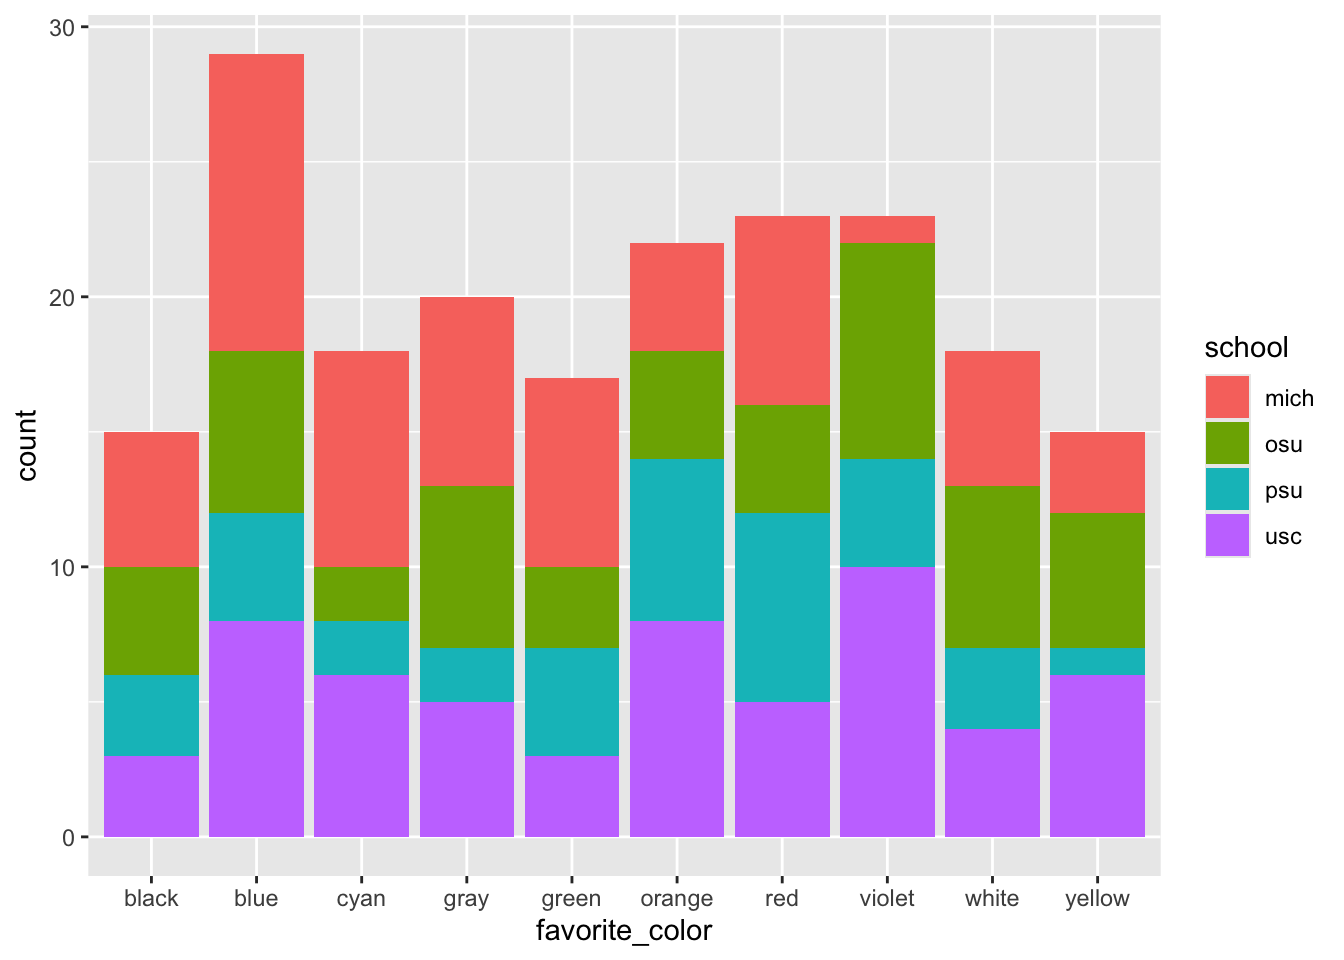 30
20
10
0
count
black blue cyan gray green orange red violet white yellow
favorite_color
school
mich
osu
psu
usc